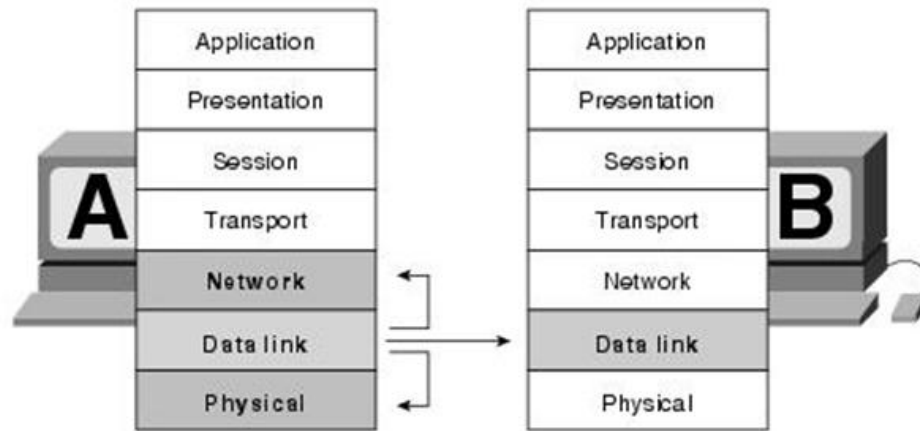 Application
Presentation
Session
Transport
Network
Data link
Physical
A
Application
Presentation
Session
Transport
Network
Data link
Physical
B